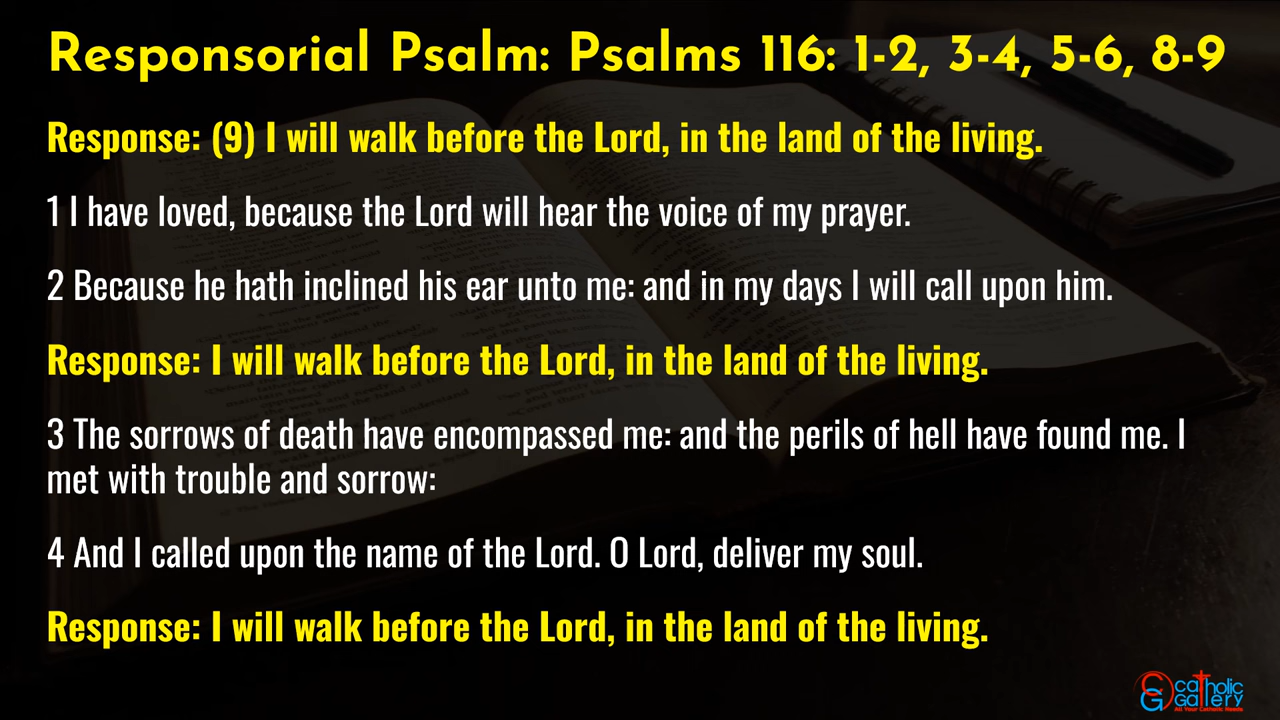 Responsorial Psalm: Psalms 116: 1-2, 3-4, 5-6, 8-9
Response: (9) I will walk before the Lord, in the land of the living.
1 I have loved, because the Lord will hear the voice of my prayer.
2 Because he hath inclined his ear unto me: and in my days I will call upon him.
Response: I will walk before the Lord, in the land of the living.
3 The sorrows of death have encompassed me: and the perils of hell have found me. I
met with trouble and sorrow:
4 And I called upon the name of the Lord. O Lord, deliver my soul.
Response: I will walk before the Lord, in the land of the living.
catholic
Gallery
All Your Catholic Needs